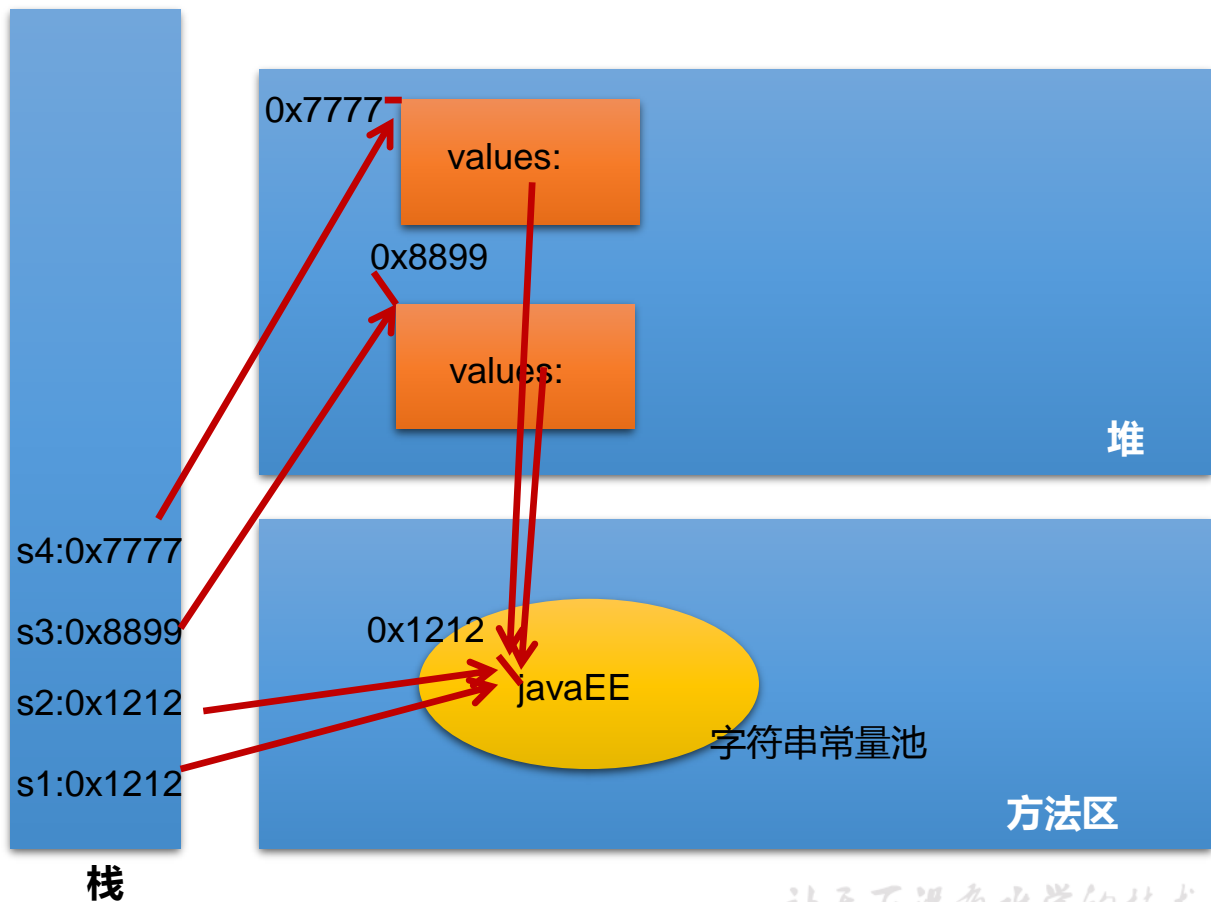 0x7777
values:
0x8899
values:
堆
s4:0x7777
s3:0x8899
s2:0x1212
s1:0x1212
栈
0x1212
javaEE
字符串常量池
方法区